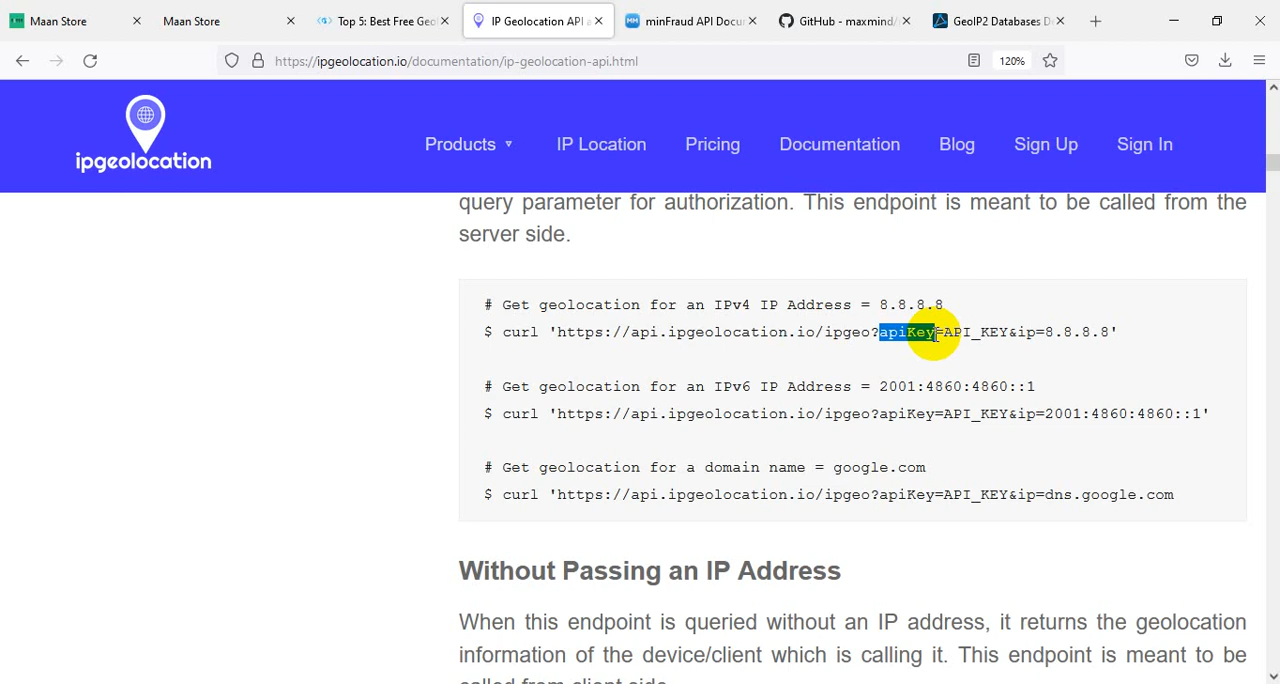 Maan Store
Maan Store
Top 5: Best Free Geo
IP Geolocation API a
minFraud API Docu
GitHub - maxmind/
GeoIP2 Databases D
https://ipgeolocation.io/documentation/ip-geolocation-api.html
120%
ipgeolocation
Products
IP Location
Pricing
Documentation
Blog
Sign Up
Sign In
query parameter for authorization. This endpoint is meant to be called from the
server side.
# Get geolocation for an IPv4 IP Address = 8.8.8.8
$ curl 'https://api.ipgeolocation.io/ipgeo?apiKey=API_KEY&ip=8.8.8.8'
# Get geolocation for an IPv6 IP Address = 2001:4860:4860::1
$ curl 'https://api.ipgeolocation.io/ipgeo?apiKey=API_KEY&ip=2001:4860:4860::1'
# Get geolocation for a domain name = google.com
$ curl 'https://api.ipgeolocation.io/ipgeo?apiKey=API_KEY&ip=dns.google.com
Without Passing an IP Address
When this endpoint is queried without an IP address, it returns the geolocation
information of the device/client which is calling it. This endpoint is meant to be
called from client side.